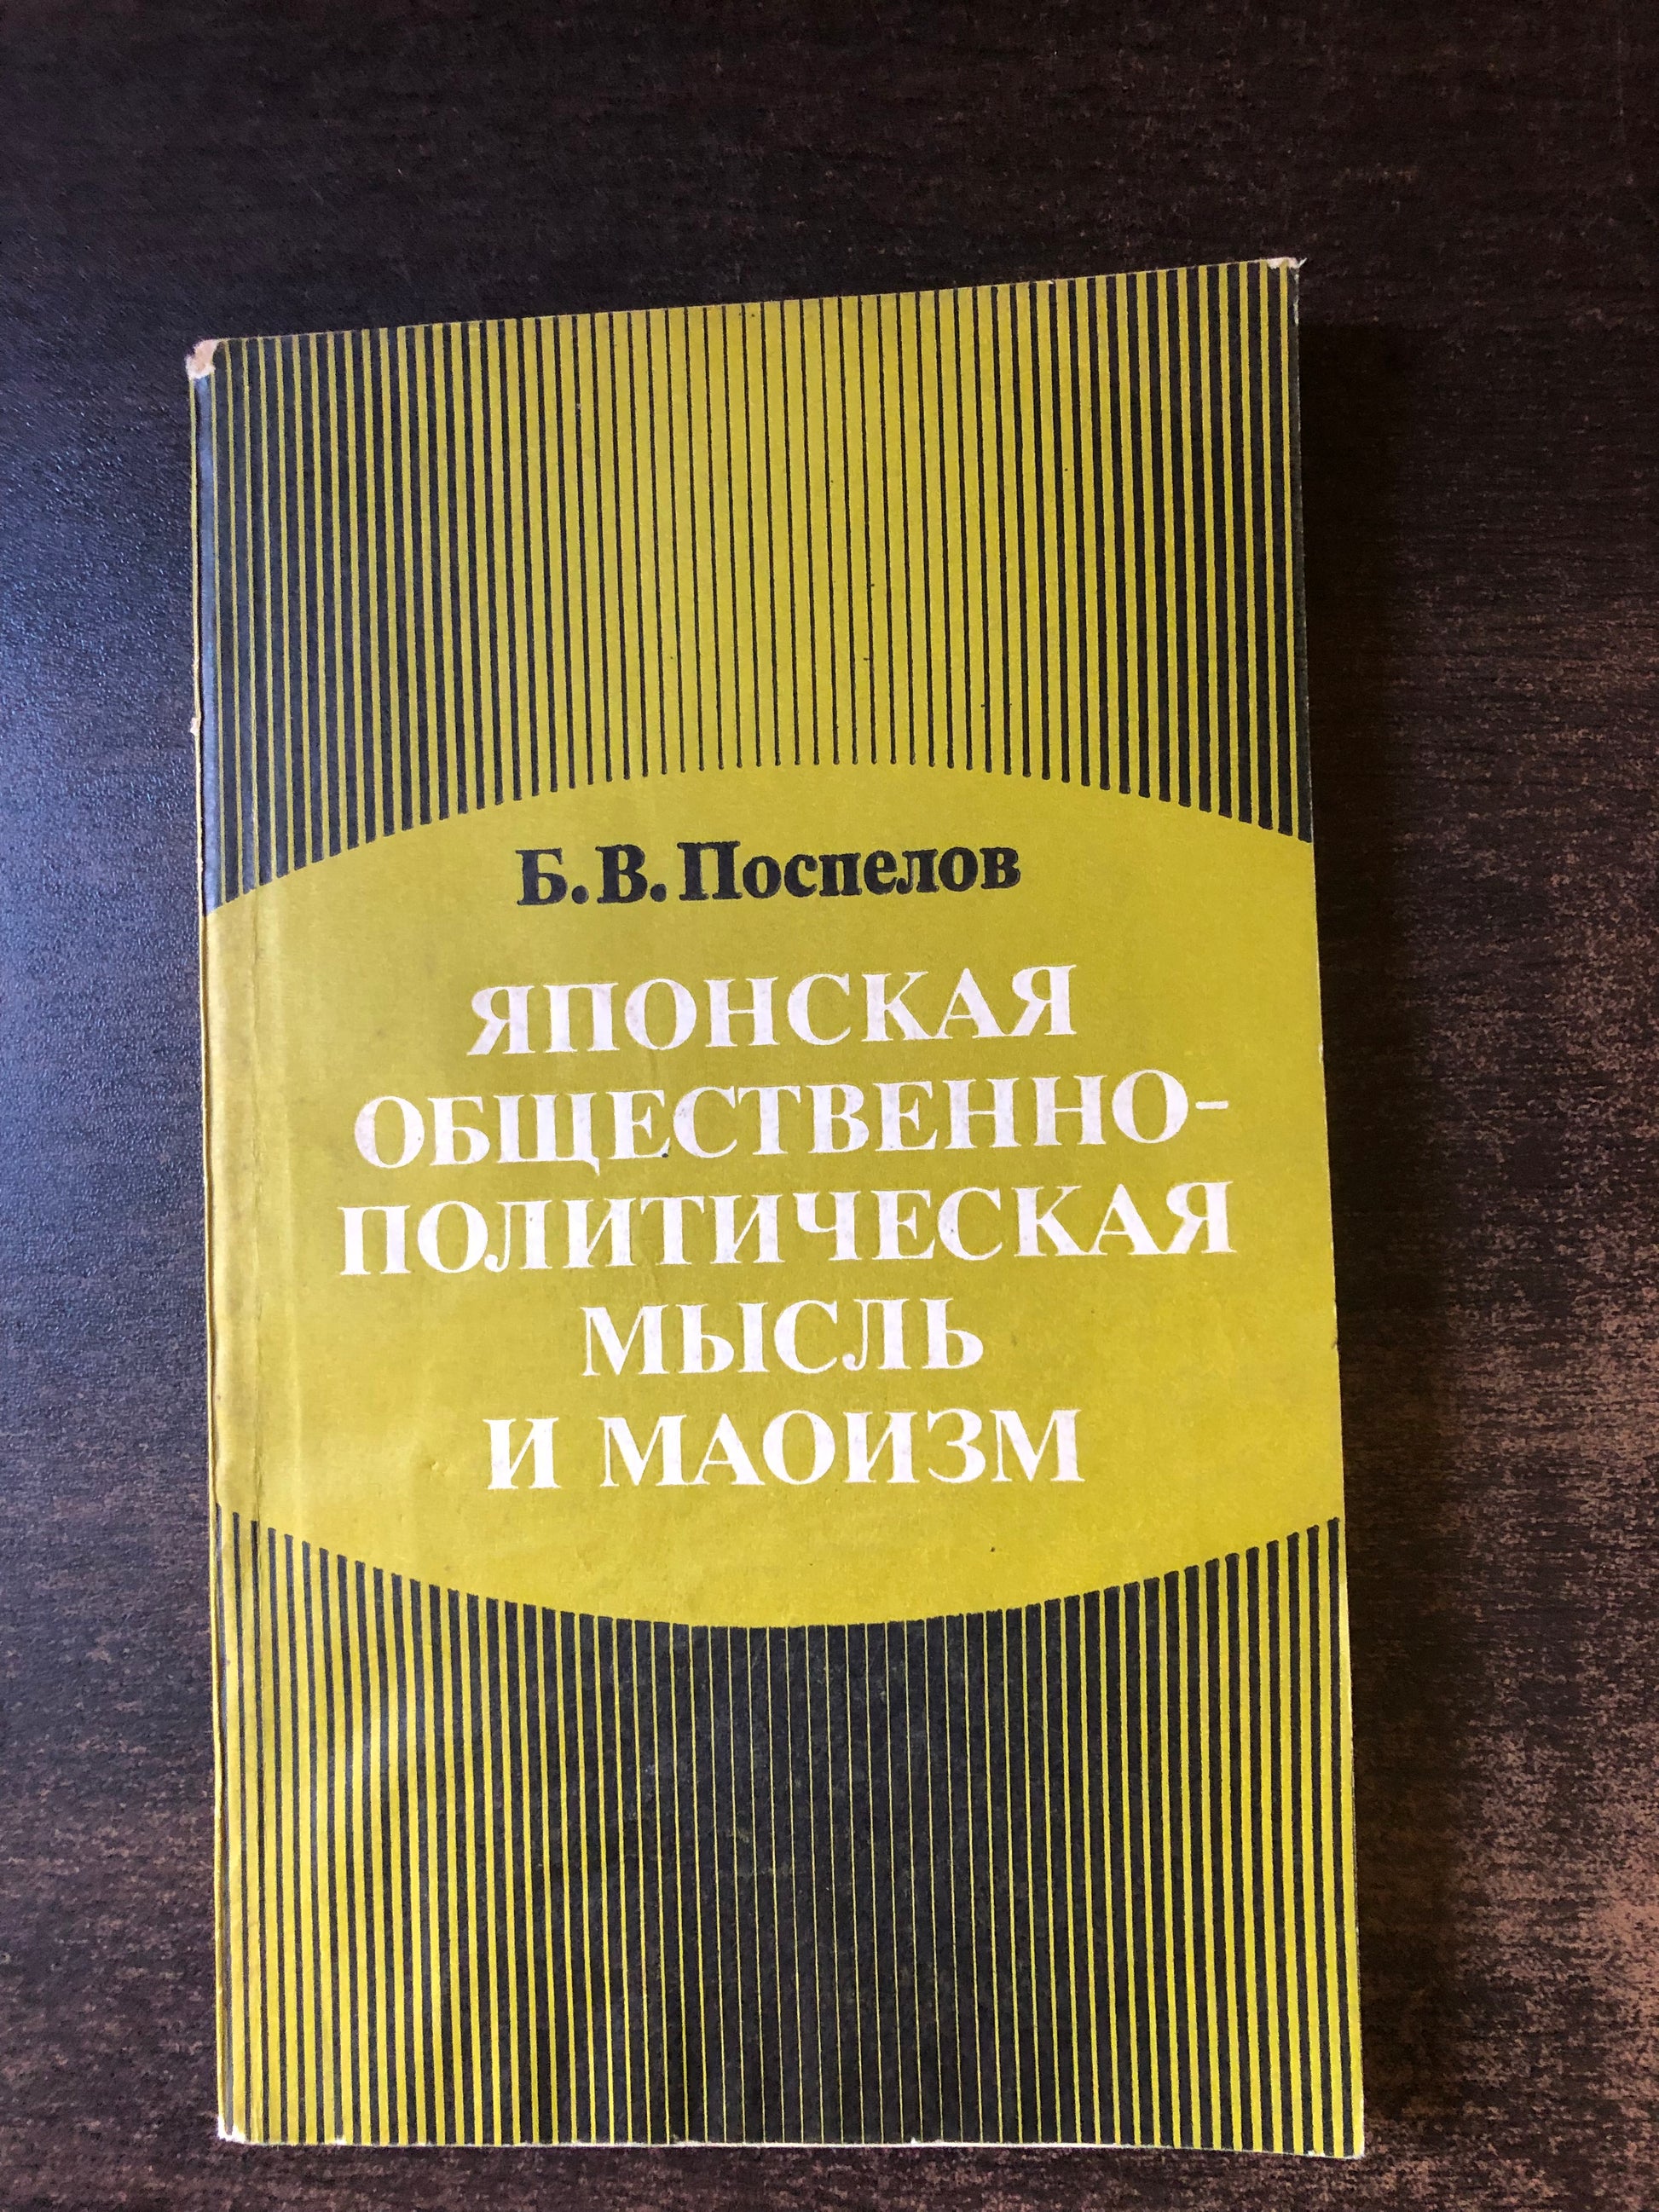 Б. В. Поспелов
ЯПОНСКАЯ
ОБЩЕСТВЕННО-
ПОЛИТИЧЕСКАЯ
МЫСЛЬ
И МАОИЗМ